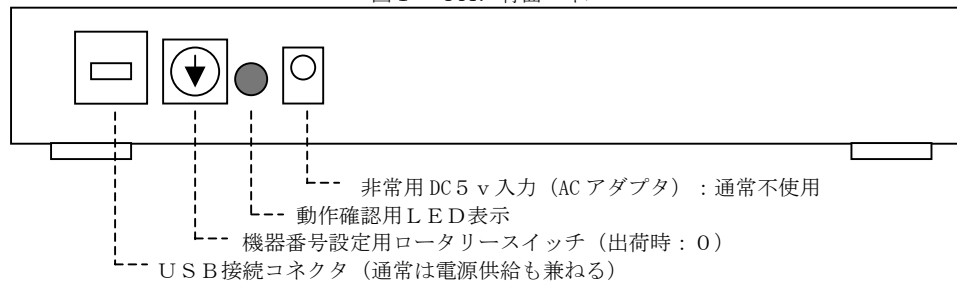 非常用 DC５ｖ入力（AC アダプタ）：通常不使用
動作確認用ＬＥＤ表示
機器番号設定用ロータリースイッチ（出荷時：０）
ＵＳＢ接続コネクタ（通常は電源供給も兼ねる）